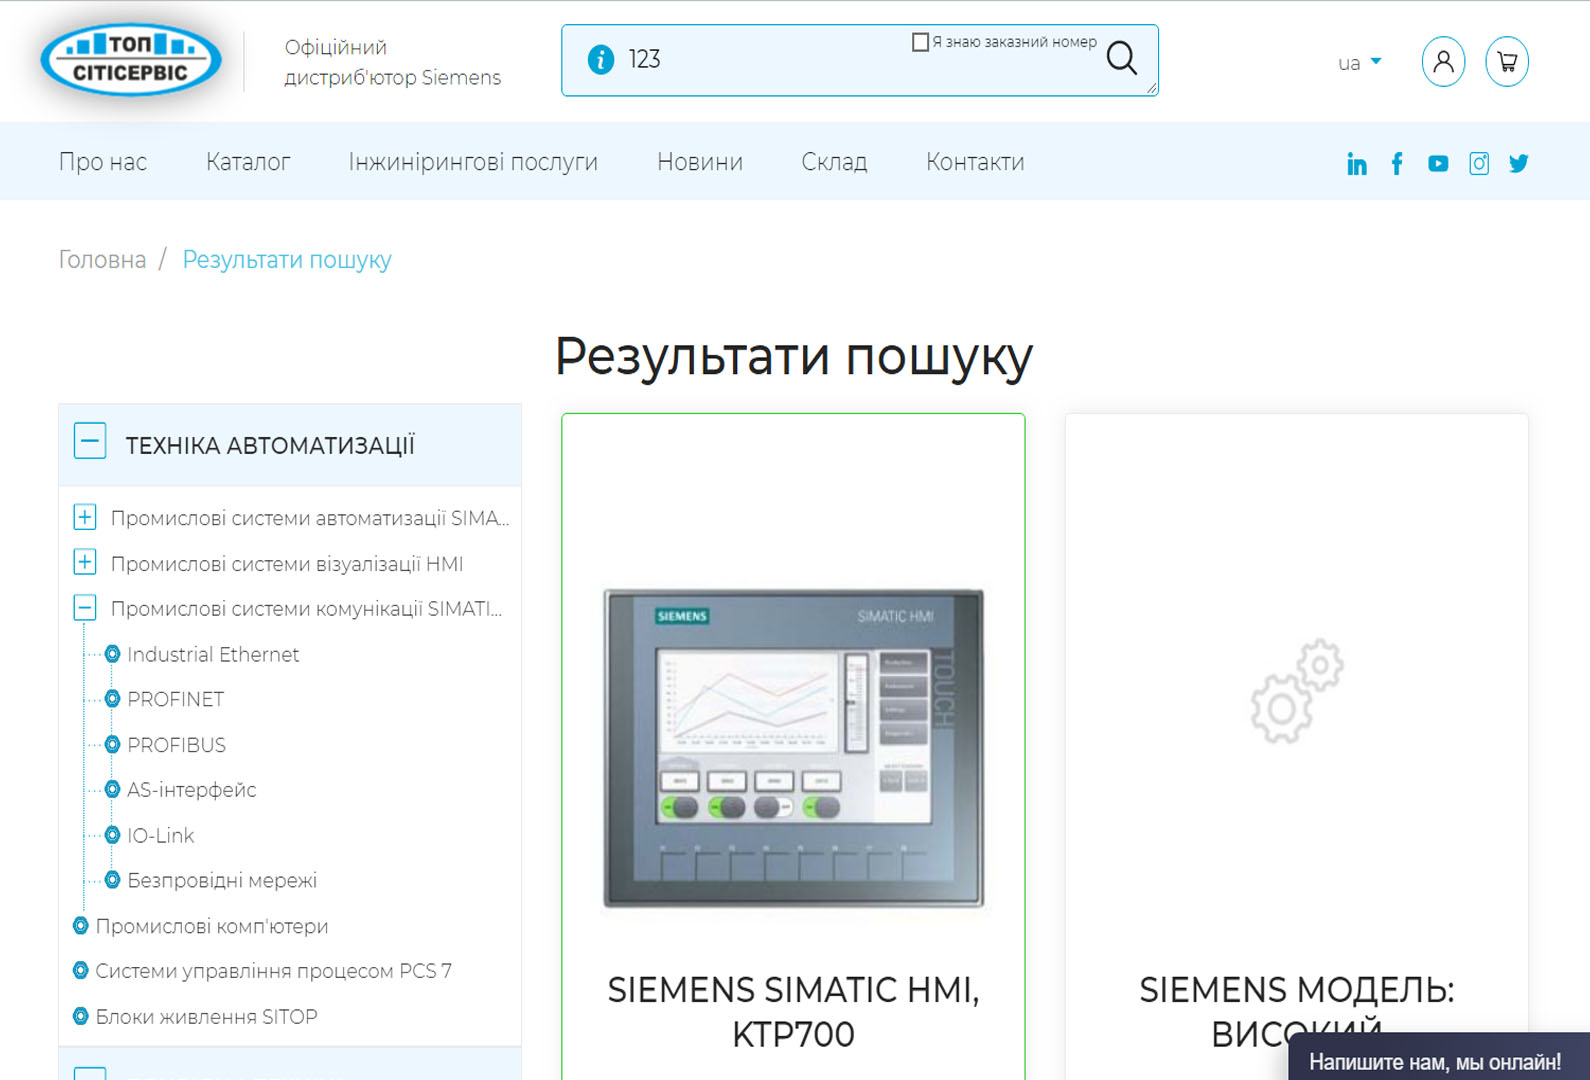 ТОП
СІТІСЕРВІС
Офіційний
дистриб'ютор Siemens
123
Я знаю заказний номер
ua
Про нас
Каталог
Інжинірингові послуги
Новини
Склад
Контакти
Головна / Результати пошуку
Результати пошуку
ТЕХНІКА АВТОМАТИЗАЦІЇ
Промислові системи автоматизації SIMA...
Промислові системи візуалізації HMI
Промислові системи комунікації SIMATI...
Industrial Ethernet
PROFINET
PROFIBUS
AS-інтерфейс
IO-Link
Безпровідні мережі
Промислові комп'ютери
Системи управління процесом PCS 7
Блоки живлення SITOP
SIEMENS
SIMATIC HMI
TOUCH
SIEMENS SIMATIC HMI,
KTP700
SIEMENS МОДЕЛЬ:
ВИСОКИЙ
Напишите нам, мы онлайн!